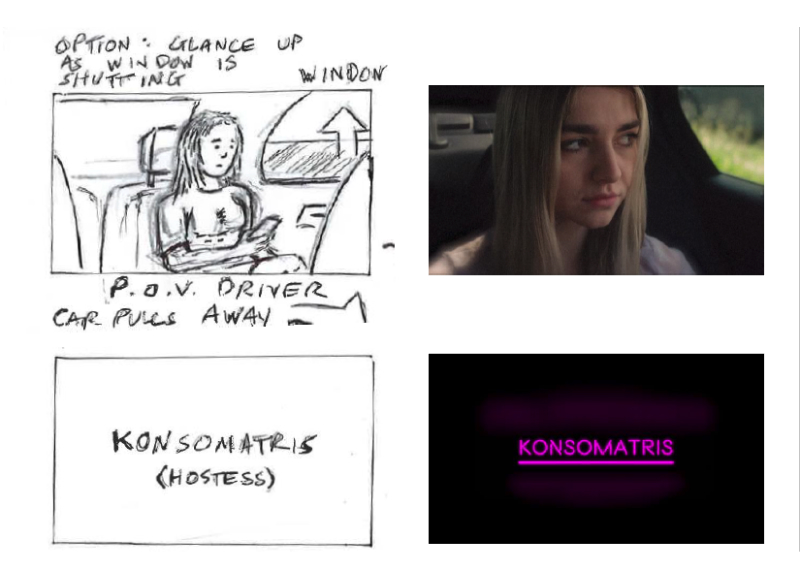 OPTION: GLANCE UP
AS WINDOW IS
SHUTTING
WINDOW
P.O.V. DRIVER
CAR PULLS AWAY
KONSOMATRIS
(HOSTESS)
KONSOMATRIS